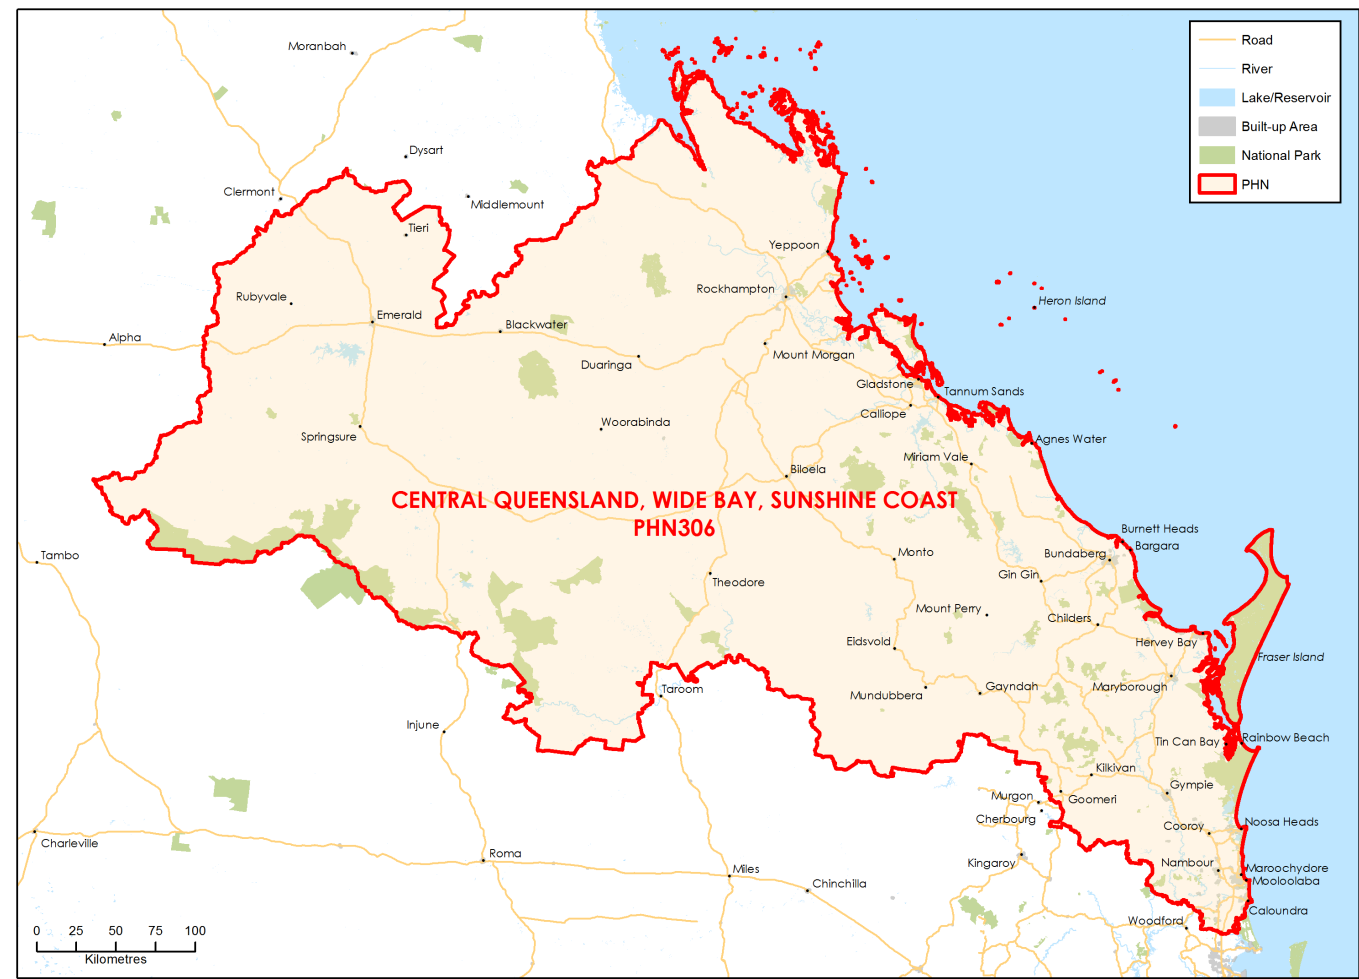 Road
River
Lake/Reservoir
Built-up Area
National Park
PHN
Moranbah
Dysart
Clermont
Middlemount
Tieri
Yeppoon
Rockhampton
Rubyvale
Heron Island
Emerald
Blackwater
Alpha
Mount Morgan
Duaringa
Gladstone
Tannum Sands
Calliope
Woorabinda
Springsure
Agnes Water
Miriam Vale
Biloela
CENTRAL QUEENSLAND, WIDE BAY, SUNSHINE COAST
PHN306
Burnett Heads
Bargara
Bundaberg
Tambo
Monto
Gin Gin
Theodore
Mount Perry
Childers
Eidsvold
Hervey Bay
Fraser Island
Taroom
Mundubbera
Gayndah
Maryborough
Injune
Tin Can Bay
Rainbow Beach
Kilkivan
Gympie
Murgon
Goomeri
Cherbourg
Noosa Heads
Cooroy
Charleville
Roma
Kingaroy
Nambour
Maroochydore
Mooloolaba
Miles
Chinchilla
Caloundra
Woodford
0 25 50 75 100
Kilometres